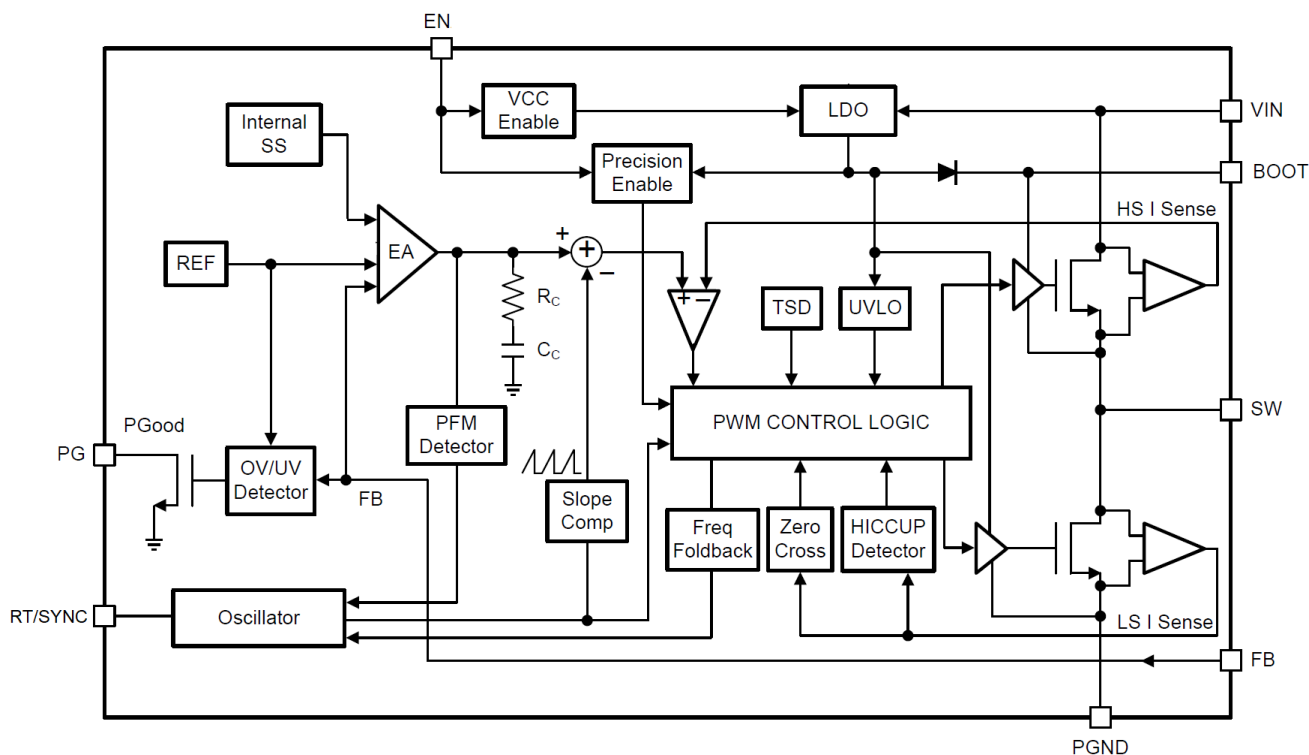 EN
VCC
Enable
LDO
VIN
Internal
SS
Precision
Enable
BOOT
HS I Sense
EA
+
+
−
REF
R_C
C_C
+ −
TSD
UVLO
PWM CONTROL LOGIC
SW
PGood
PG
OV/UV
Detector
FB
PFM
Detector
Slope
Comp
Freq
Foldback
Zero
Cross
HICCUP
Detector
RT/SYNC
Oscillator
LS I Sense
FB
PGND